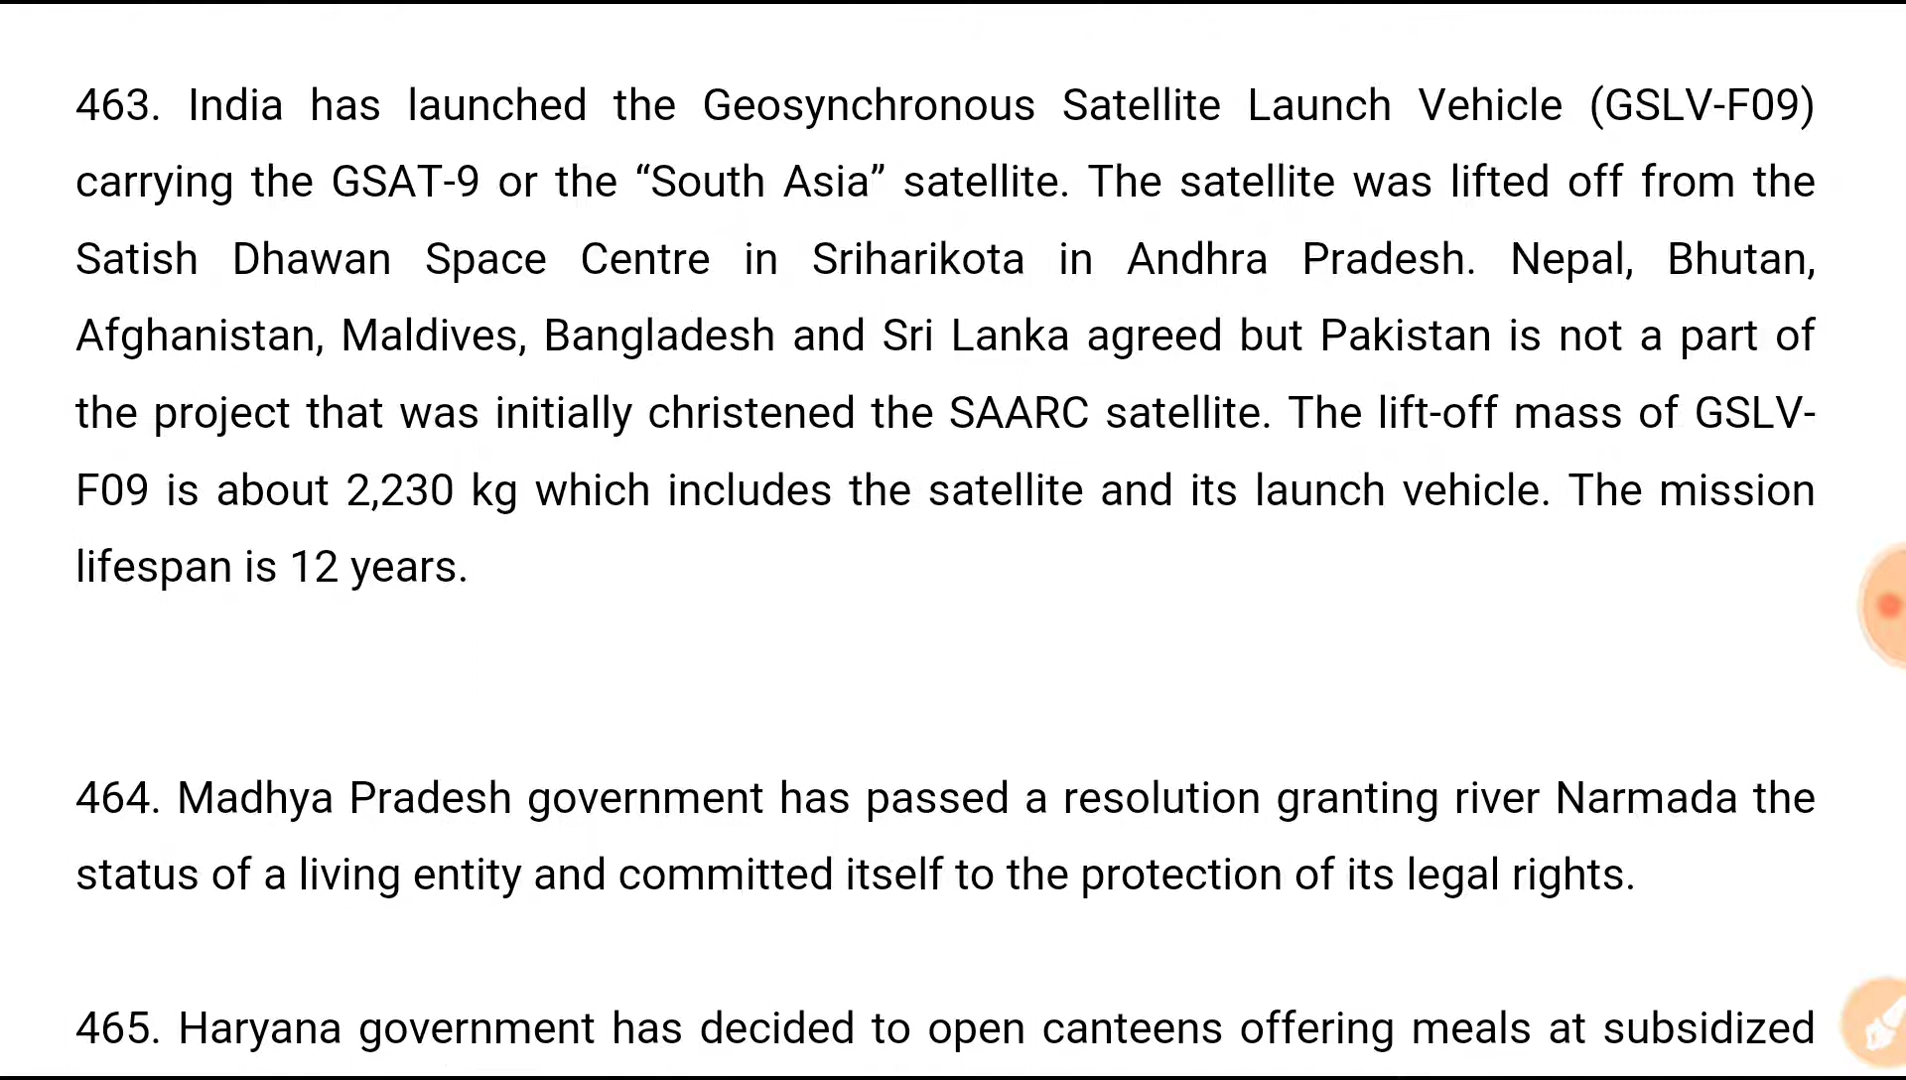 463. India has launched the Geosynchronous Satellite Launch Vehicle (GSLV-F09)
carrying the GSAT-9 or the “South Asia” satellite. The satellite was lifted off from the
Satish Dhawan Space Centre in Sriharikota in Andhra Pradesh. Nepal, Bhutan,
Afghanistan, Maldives, Bangladesh and Sri Lanka agreed but Pakistan is not a part of
the project that was initially christened the SAARC satellite. The lift-off mass of GSLV-
F09 is about 2,230 kg which includes the satellite and its launch vehicle. The mission
lifespan is 12 years.
464. Madhya Pradesh government has passed a resolution granting river Narmada the
status of a living entity and committed itself to the protection of its legal rights.
465. Haryana government has decided to open canteens offering meals at subsidized